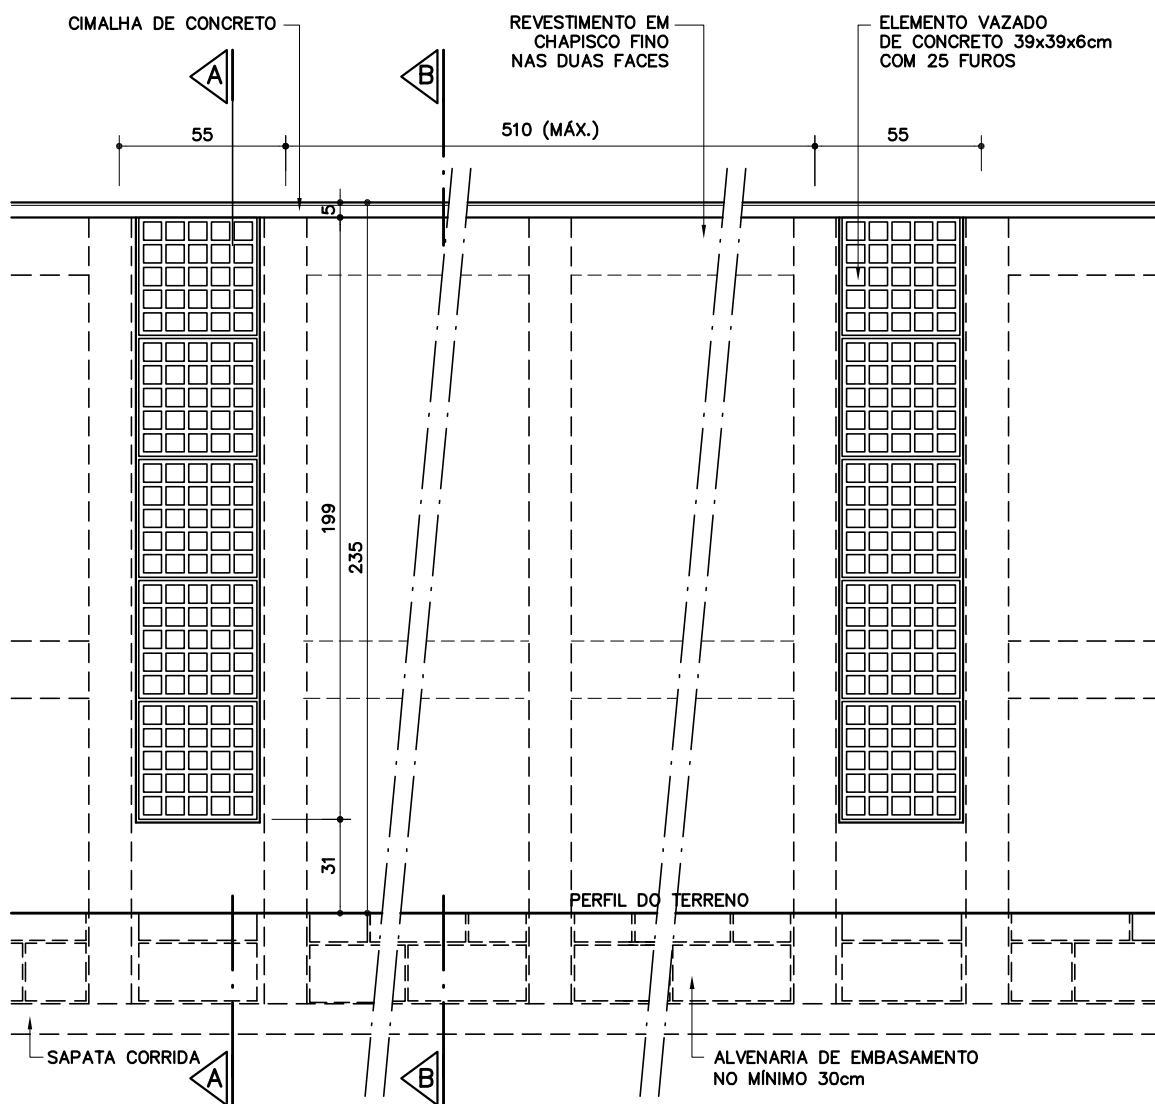 CIMALHA DE CONCRETO
REVESTIMENTO EM
CHAPISCO FINO
NAS DUAS FACES
ELEMENTO VAZADO
DE CONCRETO 39x39x6cm
COM 25 FUROS
A
B
55
510 (MÁX.)
55
5
199
235
31
PERFIL DO TERRENO
SAPATA CORRIDA
A
B
ALVENARIA DE EMBASAMENTO
NO MÍNIMO 30cm